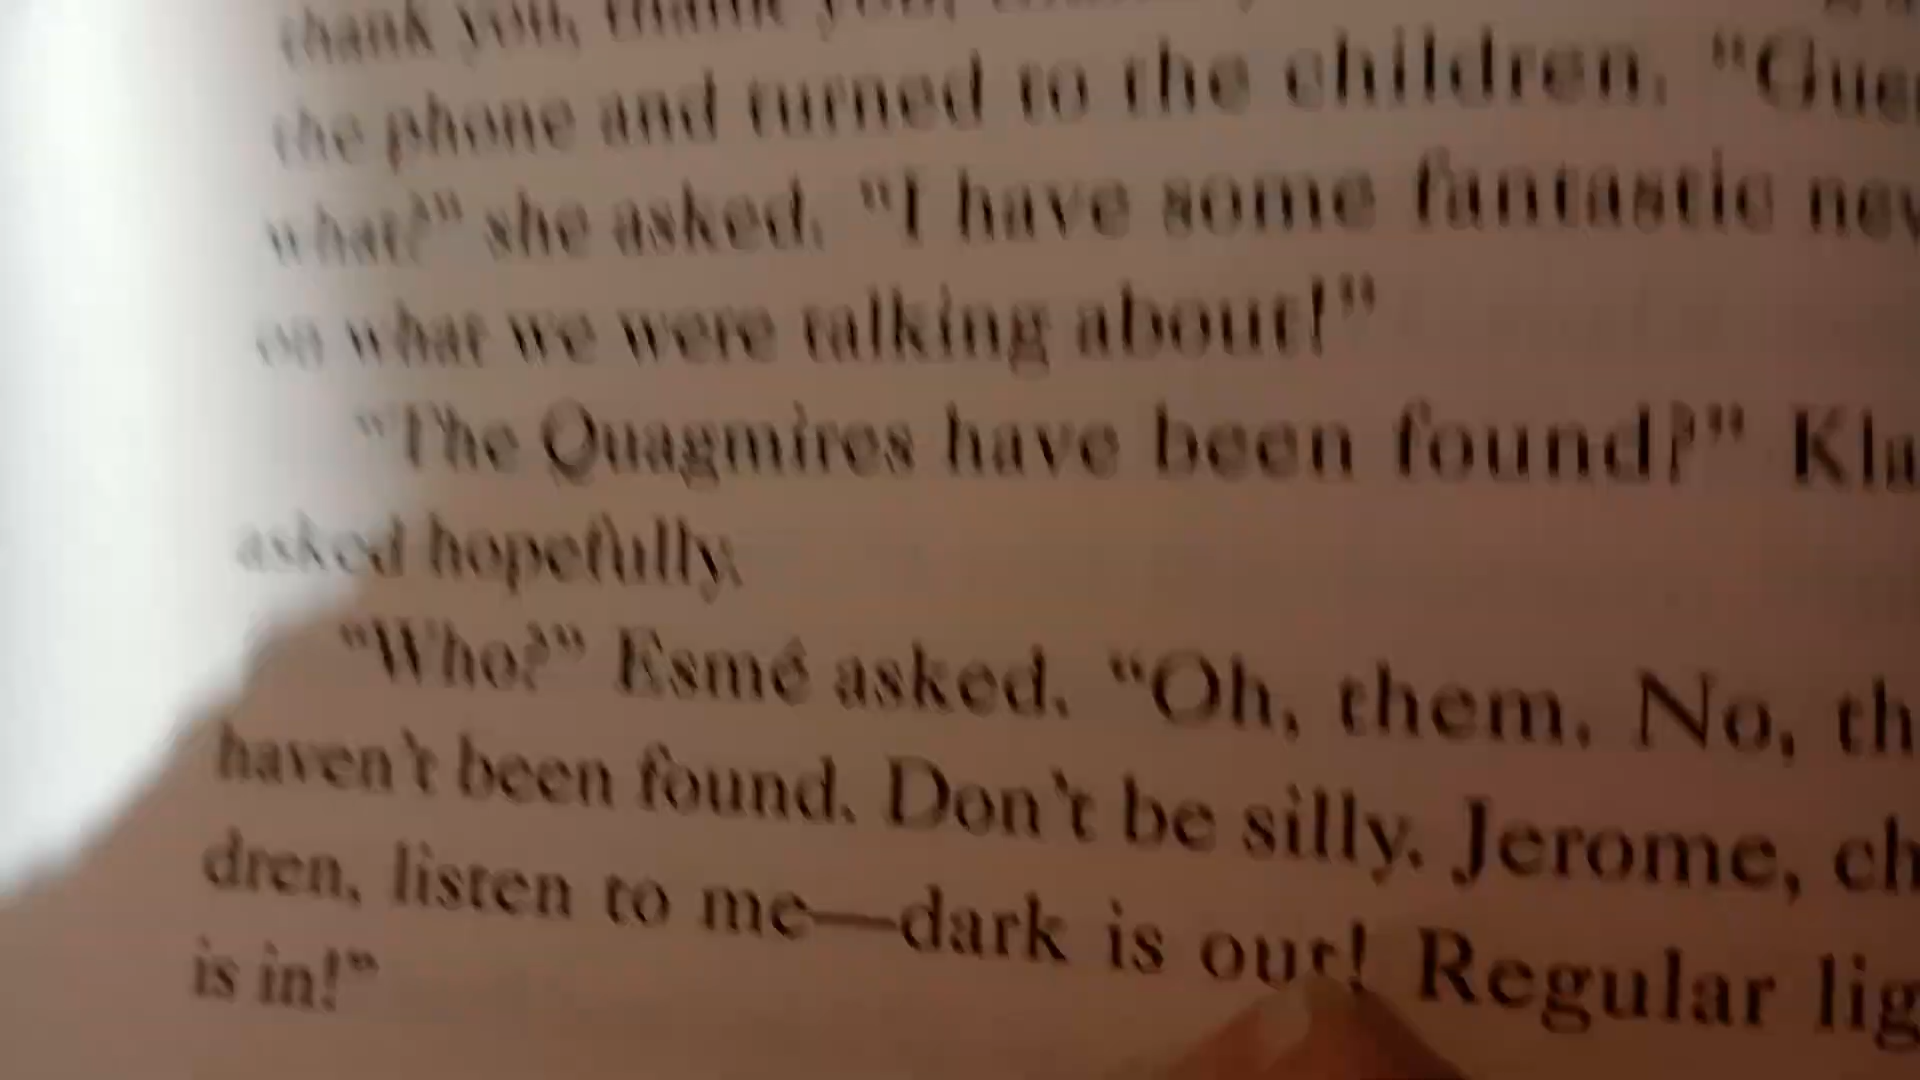 thank you, thank you,
the phone and turned to the children. "Gue
what?" she asked. "I have some fantastic new
on what we were talking about!"
"The Quagmires have been found?" Kla
asked hopefully.
"Who?" Esmé asked. "Oh, them. No, th
haven't been found. Don't be silly. Jerome, ch
dren, listen to me—dark is out! Regular lig
is in!"